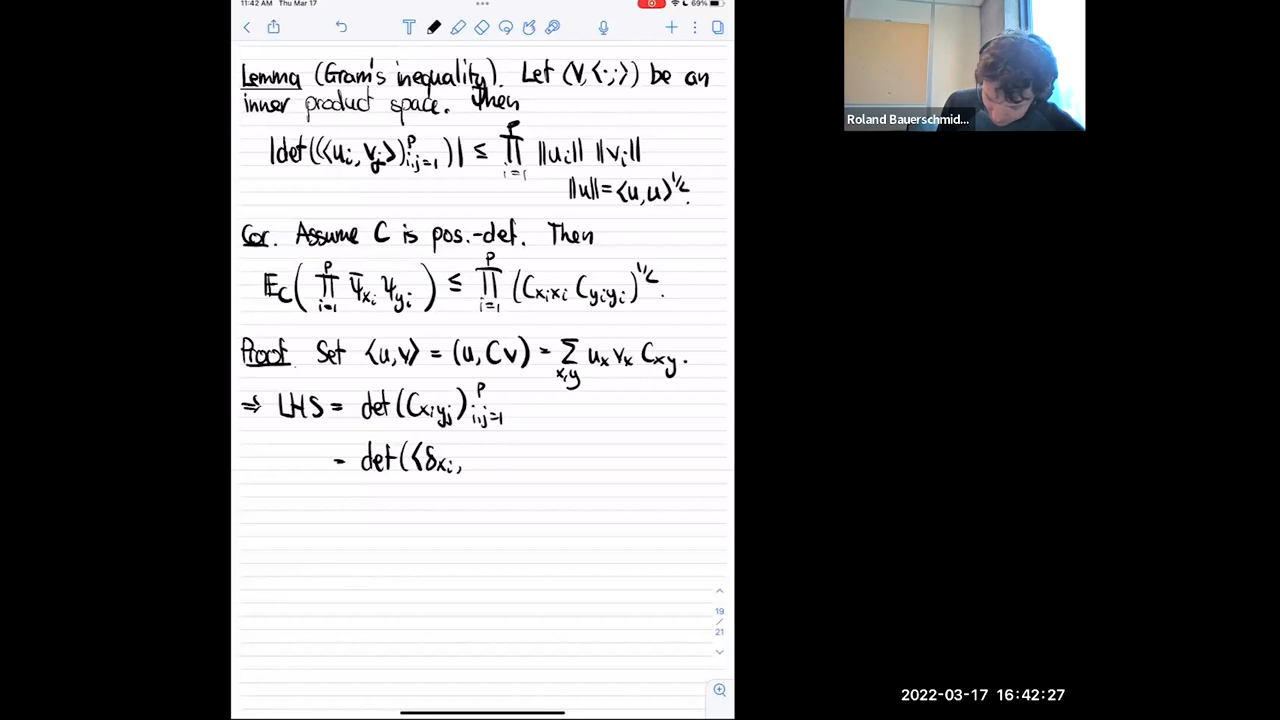 11:42 AM Thu Mar 17
69%
Lemma (Gram's inequality). Let (V, ⟨·,·⟩) be an
inner product space. Then
|det((⟨u_i, v_j⟩)_{i,j=1}^p)| ≤ ∏_{i=1}^p ‖u_i‖ ‖v_i‖
‖u‖ = ⟨u,u⟩^{1/2}.
Cor. Assume C is pos.-def. Then
E_C(∏_{i=1}^p ψ̄_{x_i} ψ_{y_i}) ≤ ∏_{i=1}^p (C_{x_i x_i} C_{y_i y_i})^{1/2}.
Proof. Set ⟨u,v⟩ = (u, Cv) = ∑_{x,y} u_x v_x C_{xy}.
⇒ LHS = det(C_{x_i y_j})_{i,j=1}^p
= det(⟨δ_{x_i},
19
/
21
Roland Bauerschmid...
2022-03-17 16:42:27